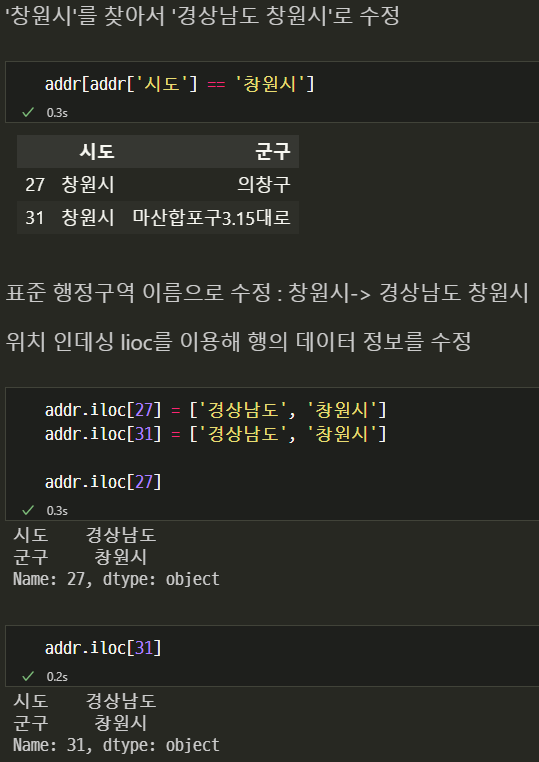 '창원시'를 찾아서 '경상남도 창원시'로 수정
addr[addr['시도'] == '창원시']
0.3s
시도 군구
27 창원시 의창구
31 창원시 마산합포구3.15대로
표준 행정구역 이름으로 수정 : 창원시-> 경상남도 창원시
위치 인데싱 lioc를 이용해 행의 데이터 정보를 수정
addr.iloc[27] = ['경상남도', '창원시']
addr.iloc[31] = ['경상남도', '창원시']
addr.iloc[27]
0.3s
시도 경상남도
군구 창원시
Name: 27, dtype: object
addr.iloc[31]
0.2s
시도 경상남도
군구 창원시
Name: 31, dtype: object